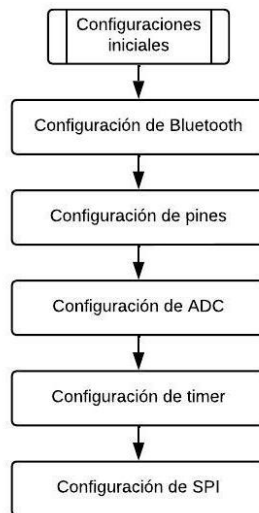 Configuraciones
iniciales
Configuración de Bluetooth
Configuración de pines
Configuración de ADC
Configuración de timer
Configuración de SPI